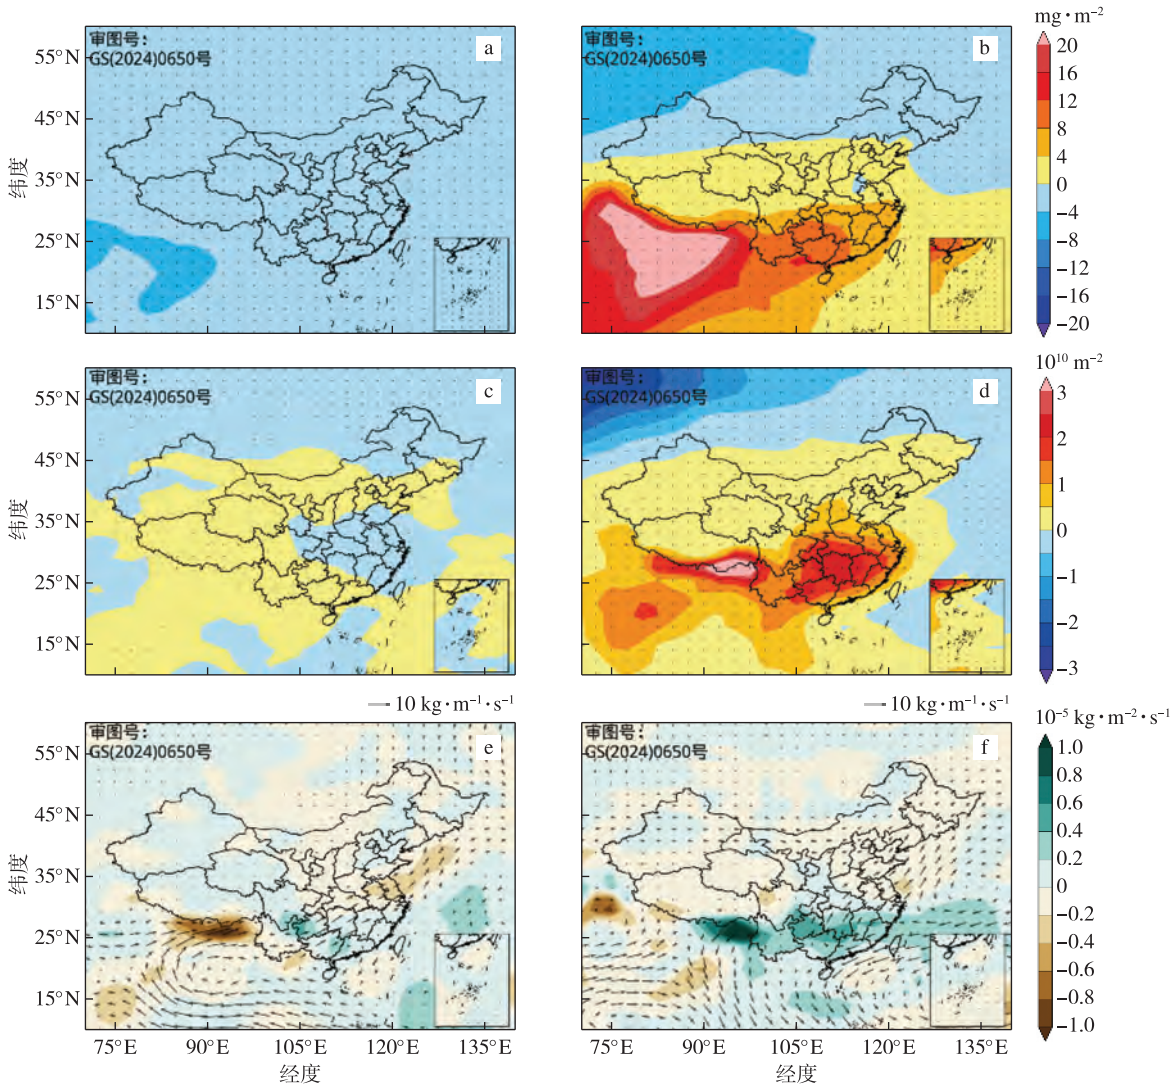 mg·m⁻²
审图号: a
GS(2024)0650号
审图号: b
GS(2024)0650号
55°N
45°N
35°N
25°N
15°N
纬度
20
16
12
8
4
0
−4
−8
−12
−16
−20
10¹⁰ m⁻²
审图号: c
GS(2024)0650号
审图号: d
GS(2024)0650号
55°N
45°N
35°N
25°N
15°N
纬度
3
2
1
0
−1
−2
−3
10 kg·m⁻¹·s⁻¹
10 kg·m⁻¹·s⁻¹
10⁻⁵ kg·m⁻²·s⁻¹
审图号: e
GS(2024)0650号
审图号: f
GS(2024)0650号
55°N
45°N
35°N
25°N
15°N
纬度
1.0
0.8
0.6
0.4
0.2
0
−0.2
−0.4
−0.6
−0.8
−1.0
75°E 90°E 105°E 120°E 135°E
75°E 90°E 105°E 120°E 135°E
经度
经度